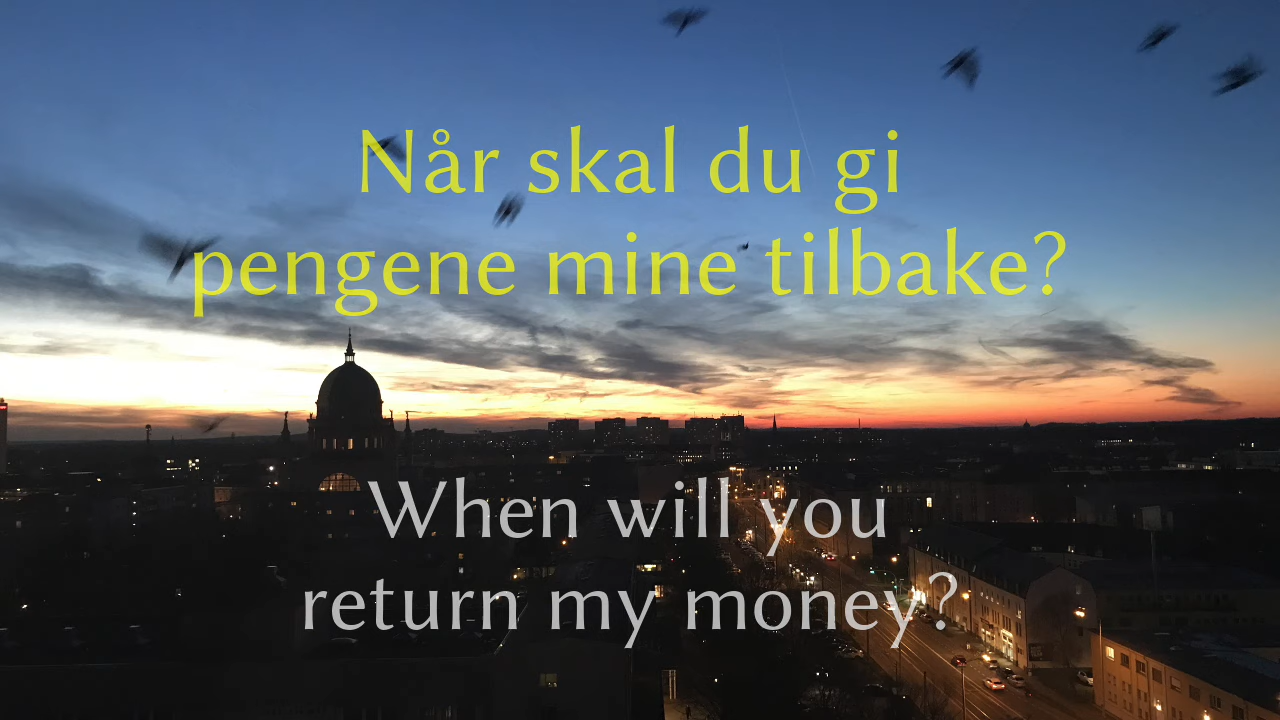 Når skal du gi
pengene mine tilbake?
When will you
return my money?